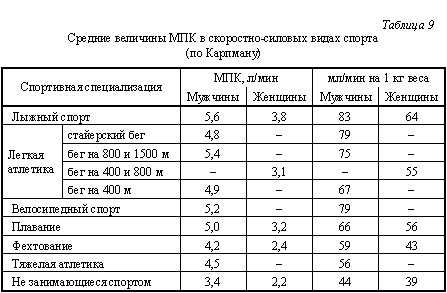 Таблица 9
Средние величины МПК в скоростно-силовых видах спорта
(по Карпману)
Спортивная специализация МПК, л/мин мл/мин на 1 кг веса
Мужчины Женщины Мужчины Женщины
Лыжный спорт 5,6 3,8 83 64
Легкая атлетика стайерский бег 4,8 – 79 –
бег на 800 и 1500 м 5,4 – 75 –
бег на 400 и 800 м – 3,1 – 55
бег на 400 м 4,9 – 67 –
Велосипедный спорт 5,2 – 79 –
Плавание 5,0 3,2 66 56
Фехтование 4,2 2,4 59 43
Тяжелая атлетика 4,5 – 56 –
Не занимающиеся спортом 3,4 2,2 44 39